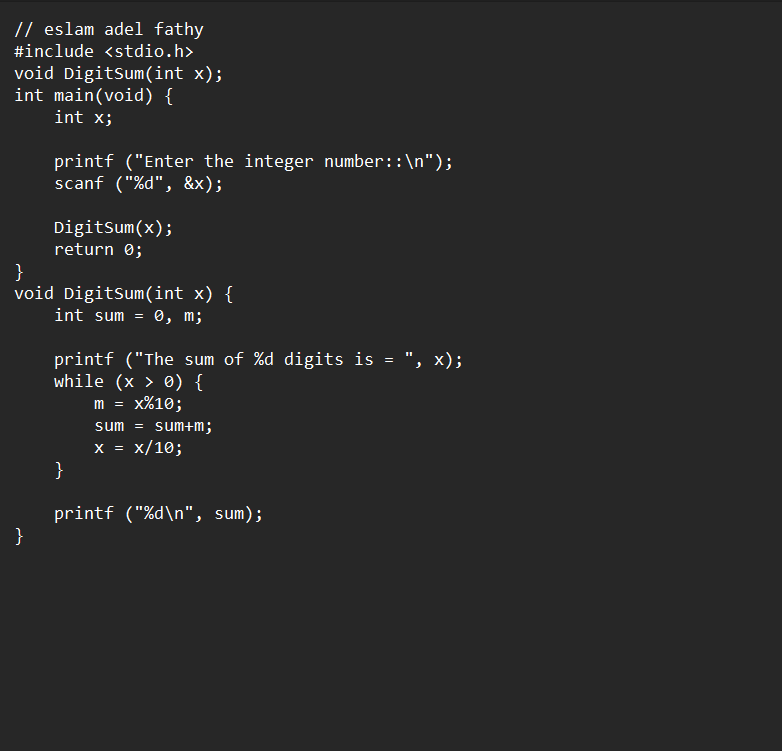 // eslam adel fathy
#include <stdio.h>
void DigitSum(int x);
int main(void) {
    int x;

    printf ("Enter the integer number::\n");
    scanf ("%d", &x);

    DigitSum(x);
    return 0;
}
void DigitSum(int x) {
    int sum = 0, m;

    printf ("The sum of %d digits is = ", x);
    while (x > 0) {
        m = x%10;
        sum = sum+m;
        x = x/10;
    }

    printf ("%d\n", sum);
}